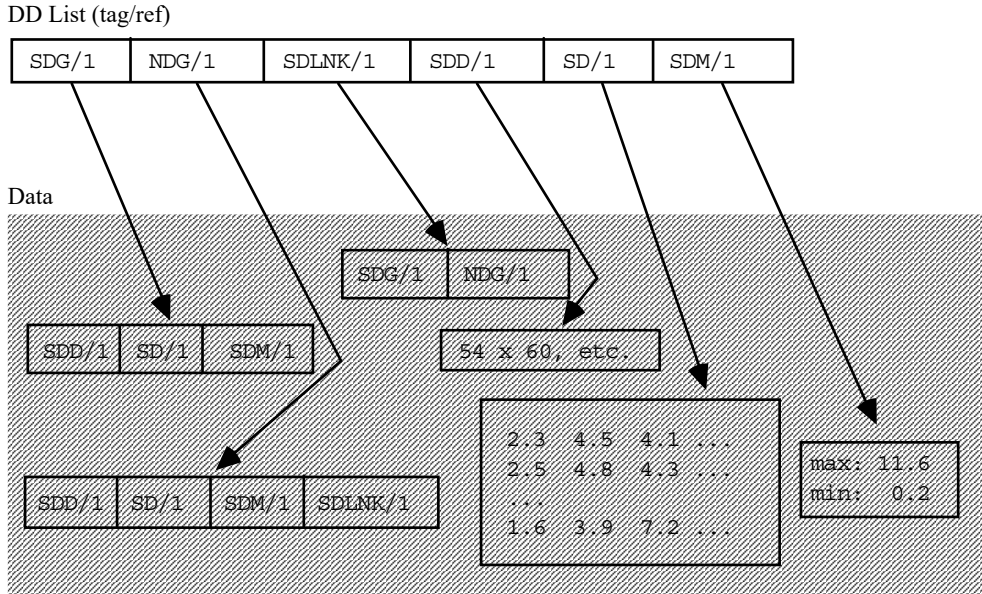 DD List (tag/ref)
SDG/1 NDG/1 SDLNK/1 SDD/1 SD/1 SDM/1
Data
SDG/1 NDG/1
SDD/1 SD/1 SDM/1
54 x 60, etc.
2.3 4.5 4.1 ...
2.5 4.8 4.3 ...
...
1.6 3.9 7.2 ...
max: 11.6
min: 0.2
SDD/1 SD/1 SDM/1 SDLNK/1